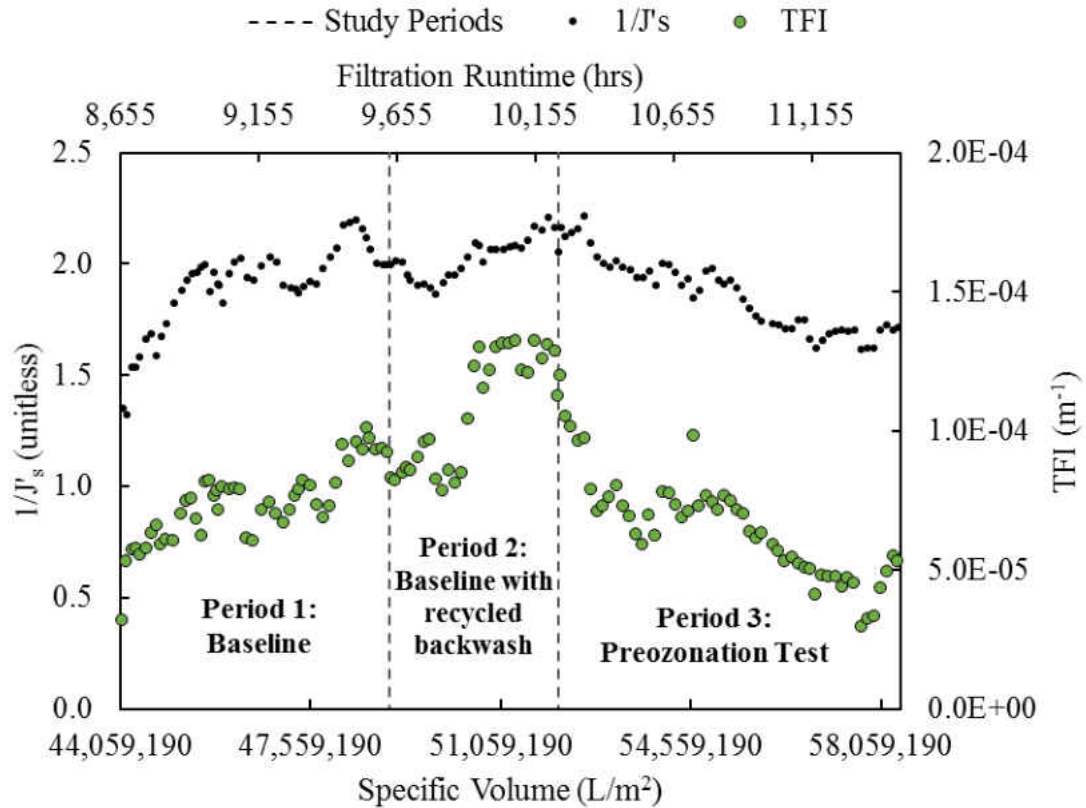 Study Periods 1/J's TFI
Filtration Runtime (hrs)
8,655 9,155 9,655 10,155 10,655 11,155
2.5 2.0E-04
2.0 1.5E-04
1.5 1.0E-04
1.0 5.0E-05
0.5 0.0E+00
0.0
1/J's (unitless)
TFI (m-1)
Period 1:
Baseline
Period 2:
Baseline with
recycled
backwash
Period 3:
Preozonation Test
44,059,190 47,559,190 51,059,190 54,559,190 58,059,190
Specific Volume (L/m²)